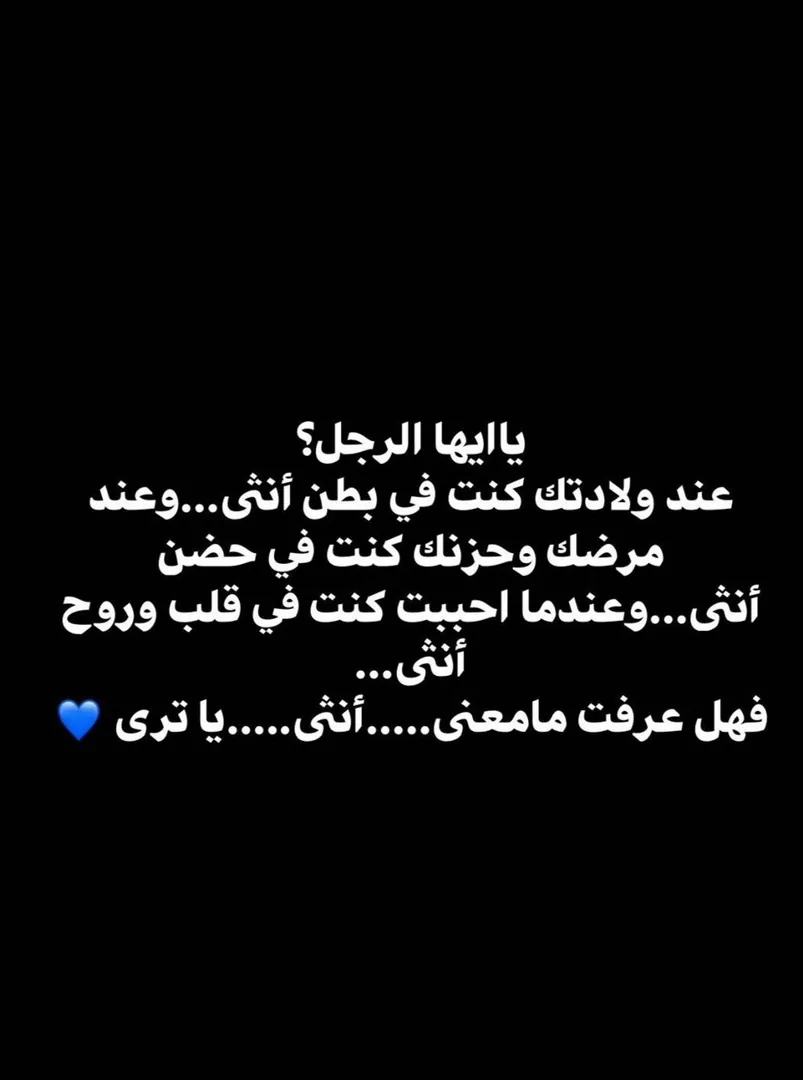 ياايها الرجل؟
عند ولادتك كنت في بطن أنثى...وعند
مرضك وحزنك كنت في حضن
أنثى...وعندما احببت كنت في قلب وروح
أنثى...
فهل عرفت مامعنى.....أنثى.....يا ترى 💙